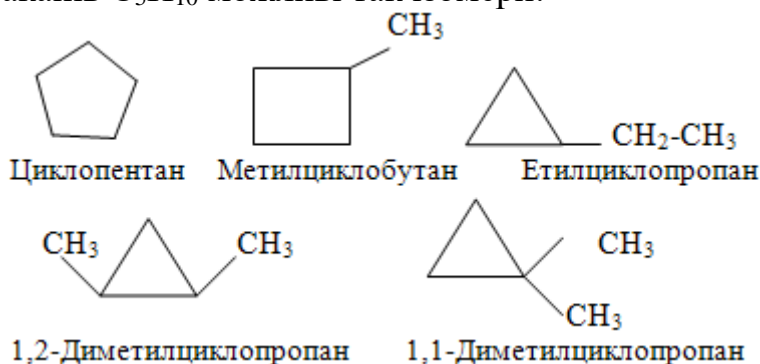 CH₃
CH₂-CH₃
Циклопентан Метилциклобутан Етилциклопропан
CH₃ CH₃ CH₃
CH₃
1,2-Диметилциклопропан 1,1-Диметилциклопропан